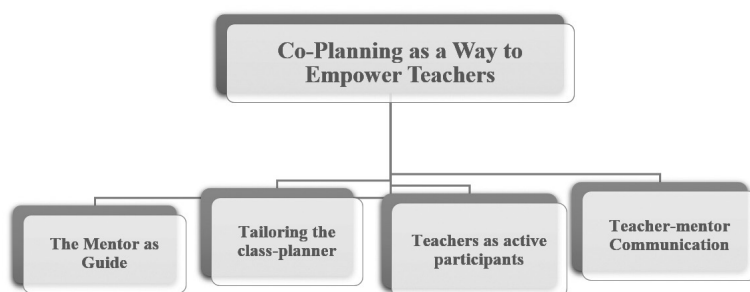 Co-Planning as a Way to
Empower Teachers
The Mentor as
Guide
Tailoring the
class-planner
Teachers as active
participants
Teacher-mentor
Communication